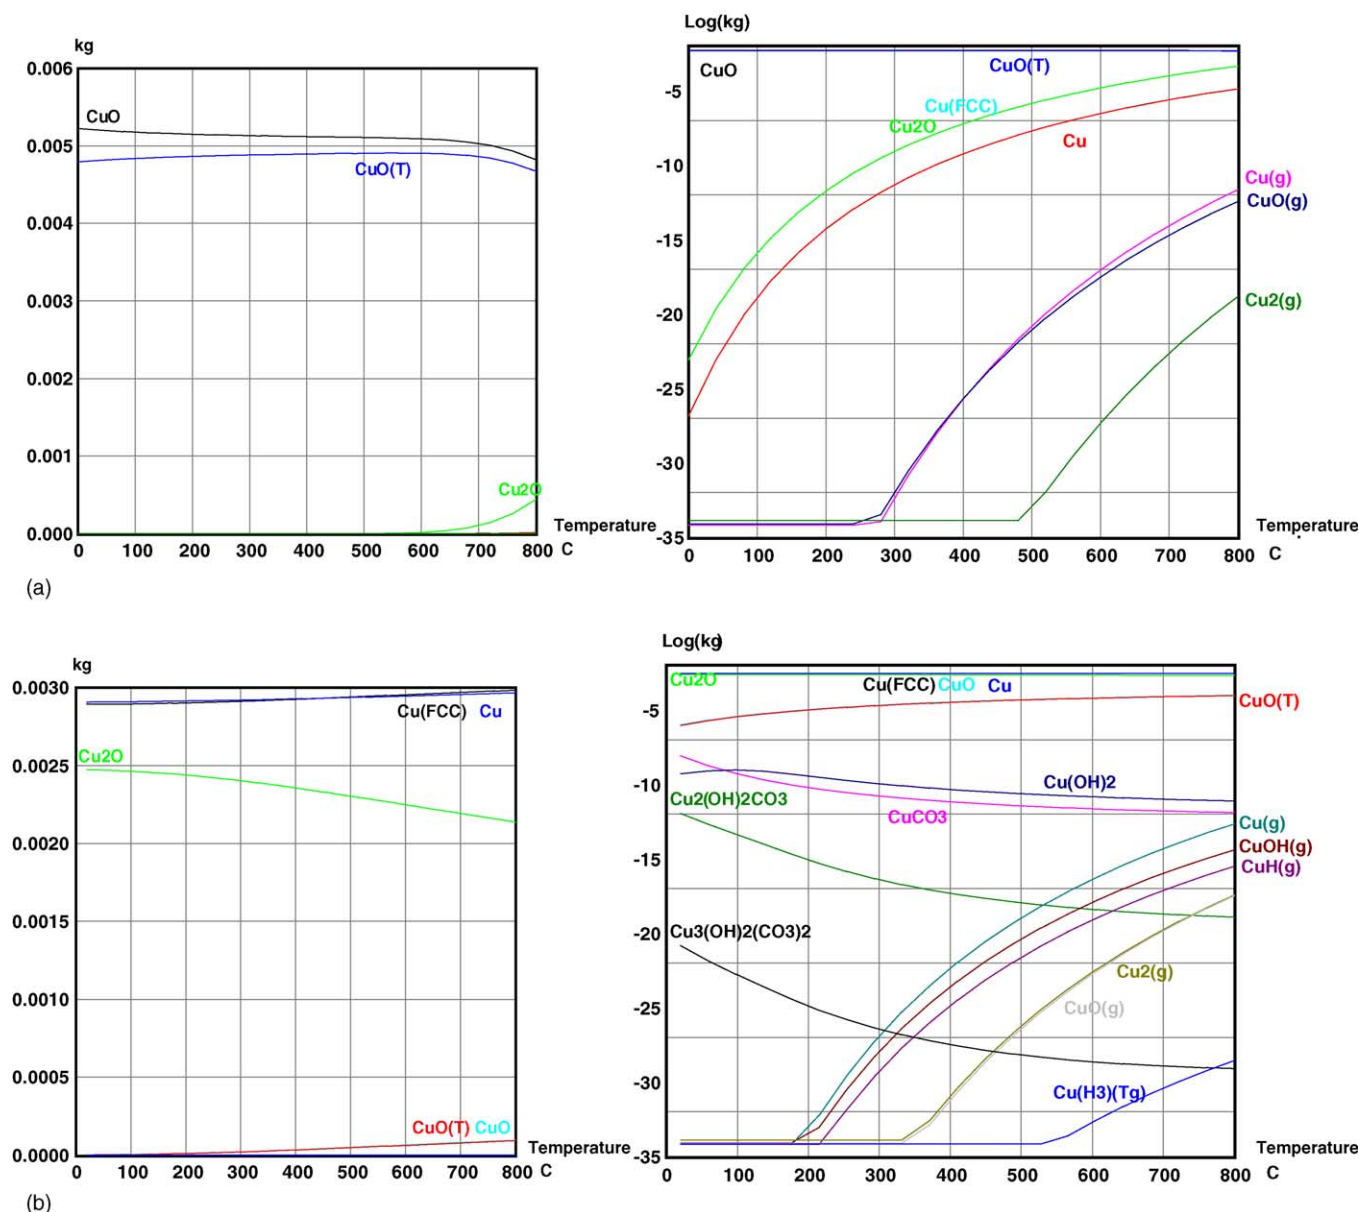 kg
0.006
0.005
0.004
0.003
0.002
0.001
0.000
CuO
CuO(T)
Cu2O
0 100 200 300 400 500 600 700 800
Temperature
C
Log(kg)
-5
-10
-15
-20
-25
-30
-35
CuO
CuO(T)
Cu(FCC)
Cu2O
Cu
Cu(g)
CuO(g)
Cu2(g)
0 100 200 300 400 500 600 700 800
Temperature
C
(a)
kg
0.0030
0.0025
0.0020
0.0015
0.0010
0.0005
0.0000
Cu(FCC) Cu
Cu2O
CuO(T) CuO
0 100 200 300 400 500 600 700 800
Temperature
C
Log(kg)
-5
-10
-15
-20
-25
-30
-35
Cu2O
Cu(FCC) CuO Cu
CuO(T)
Cu(OH)2
Cu2(OH)2CO3
CuCO3
Cu(g)
CuOH(g)
CuH(g)
Cu3(OH)2(CO3)2
Cu2(g)
CuO(g)
Cu(H3)(Tg)
0 100 200 300 400 500 600 700 800
Temperature
C
(b)